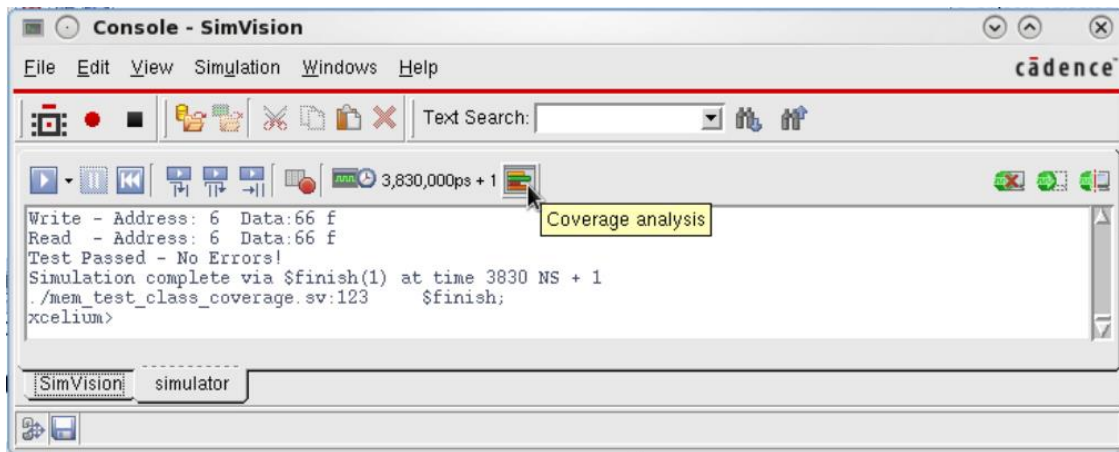 Console - SimVision
File Edit View Simulation Windows Help
cādence
Text Search:
3,830,000ps + 1
Coverage analysis
Write - Address: 6 Data:66 f
Read - Address: 6 Data:66 f
Test Passed - No Errors!
Simulation complete via $finish(1) at time 3830 NS + 1
./mem_test_class_coverage.sv:123 $finish;
xcelium>
SimVision simulator